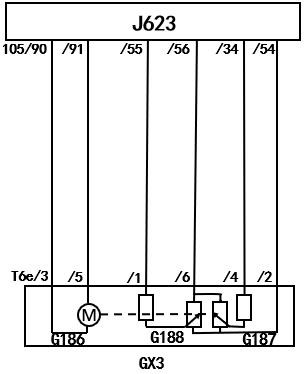 J623
105/90 /91 /55 /56 /34 /54
T6e/3 /5 /1 /6 /4 /2
M
G186 G188 G187
GX3